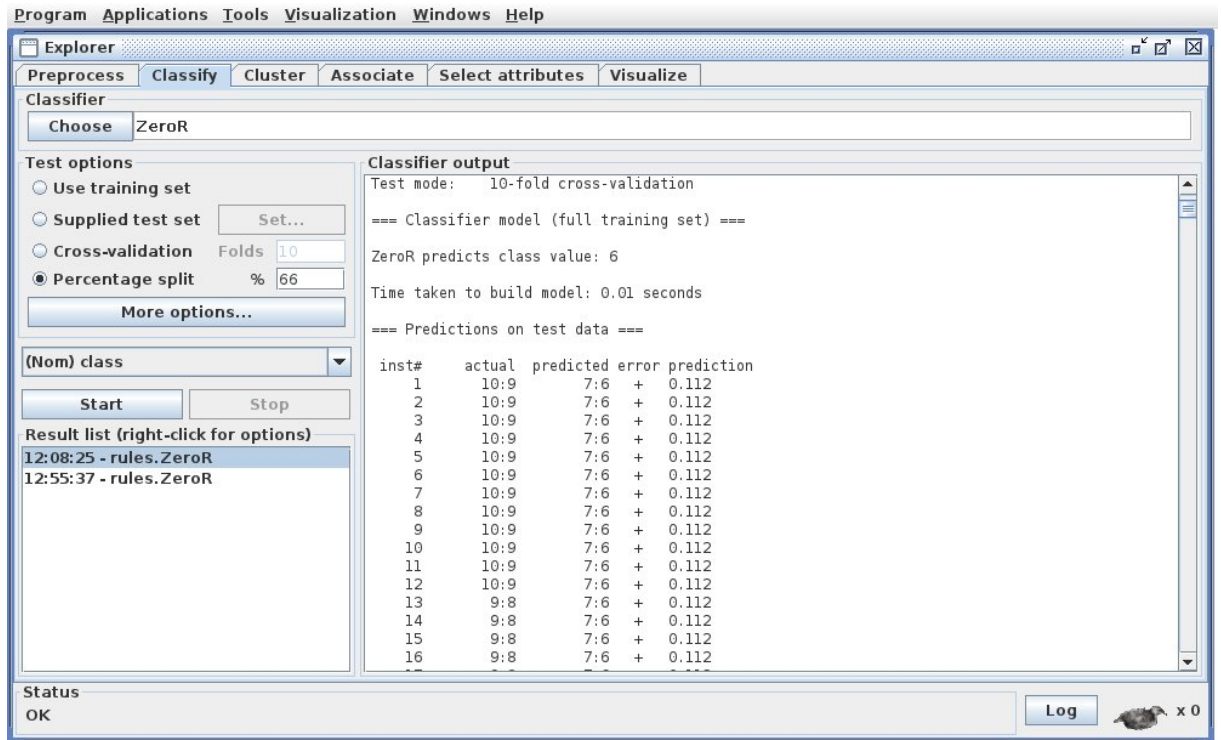 Program Applications Tools Visualization Windows Help
Explorer
Preprocess Classify Cluster Associate Select attributes Visualize
Classifier
Choose ZeroR
Test options
Use training set
Supplied test set Set...
Cross-validation Folds 10
Percentage split % 66
More options...
(Nom) class
Start Stop
Result list (right-click for options)
12:08:25 - rules.ZeroR
12:55:37 - rules.ZeroR
Classifier output
Test mode: 10-fold cross-validation
=== Classifier model (full training set) ===
ZeroR predicts class value: 6
Time taken to build model: 0.01 seconds
=== Predictions on test data ===
inst# actual predicted error prediction
1 10:9 7:6 + 0.112
2 10:9 7:6 + 0.112
3 10:9 7:6 + 0.112
4 10:9 7:6 + 0.112
5 10:9 7:6 + 0.112
6 10:9 7:6 + 0.112
7 10:9 7:6 + 0.112
8 10:9 7:6 + 0.112
9 10:9 7:6 + 0.112
10 10:9 7:6 + 0.112
11 10:9 7:6 + 0.112
12 10:9 7:6 + 0.112
13 9:8 7:6 + 0.112
14 9:8 7:6 + 0.112
15 9:8 7:6 + 0.112
16 9:8 7:6 + 0.112
Status
OK
Log x 0